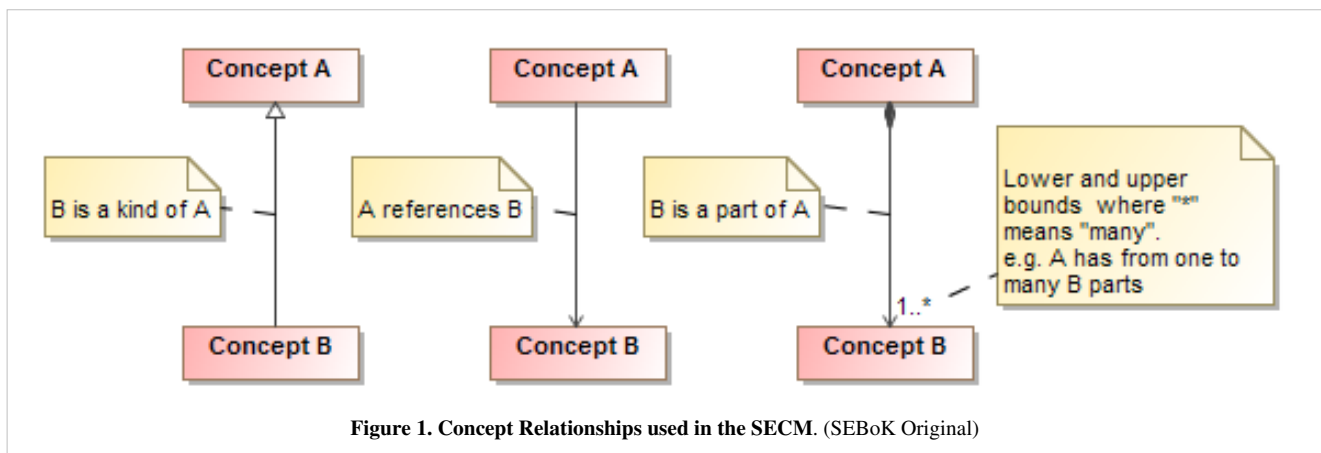 Concept A
Concept A
Concept A
B is a kind of A
A references B
B is a part of A
Lower and upper
bounds where "*"
means "many".
e.g. A has from one to
many B parts
1..*
Concept B
Concept B
Concept B
Figure 1. Concept Relationships used in the SECM. (SEBoK Original)